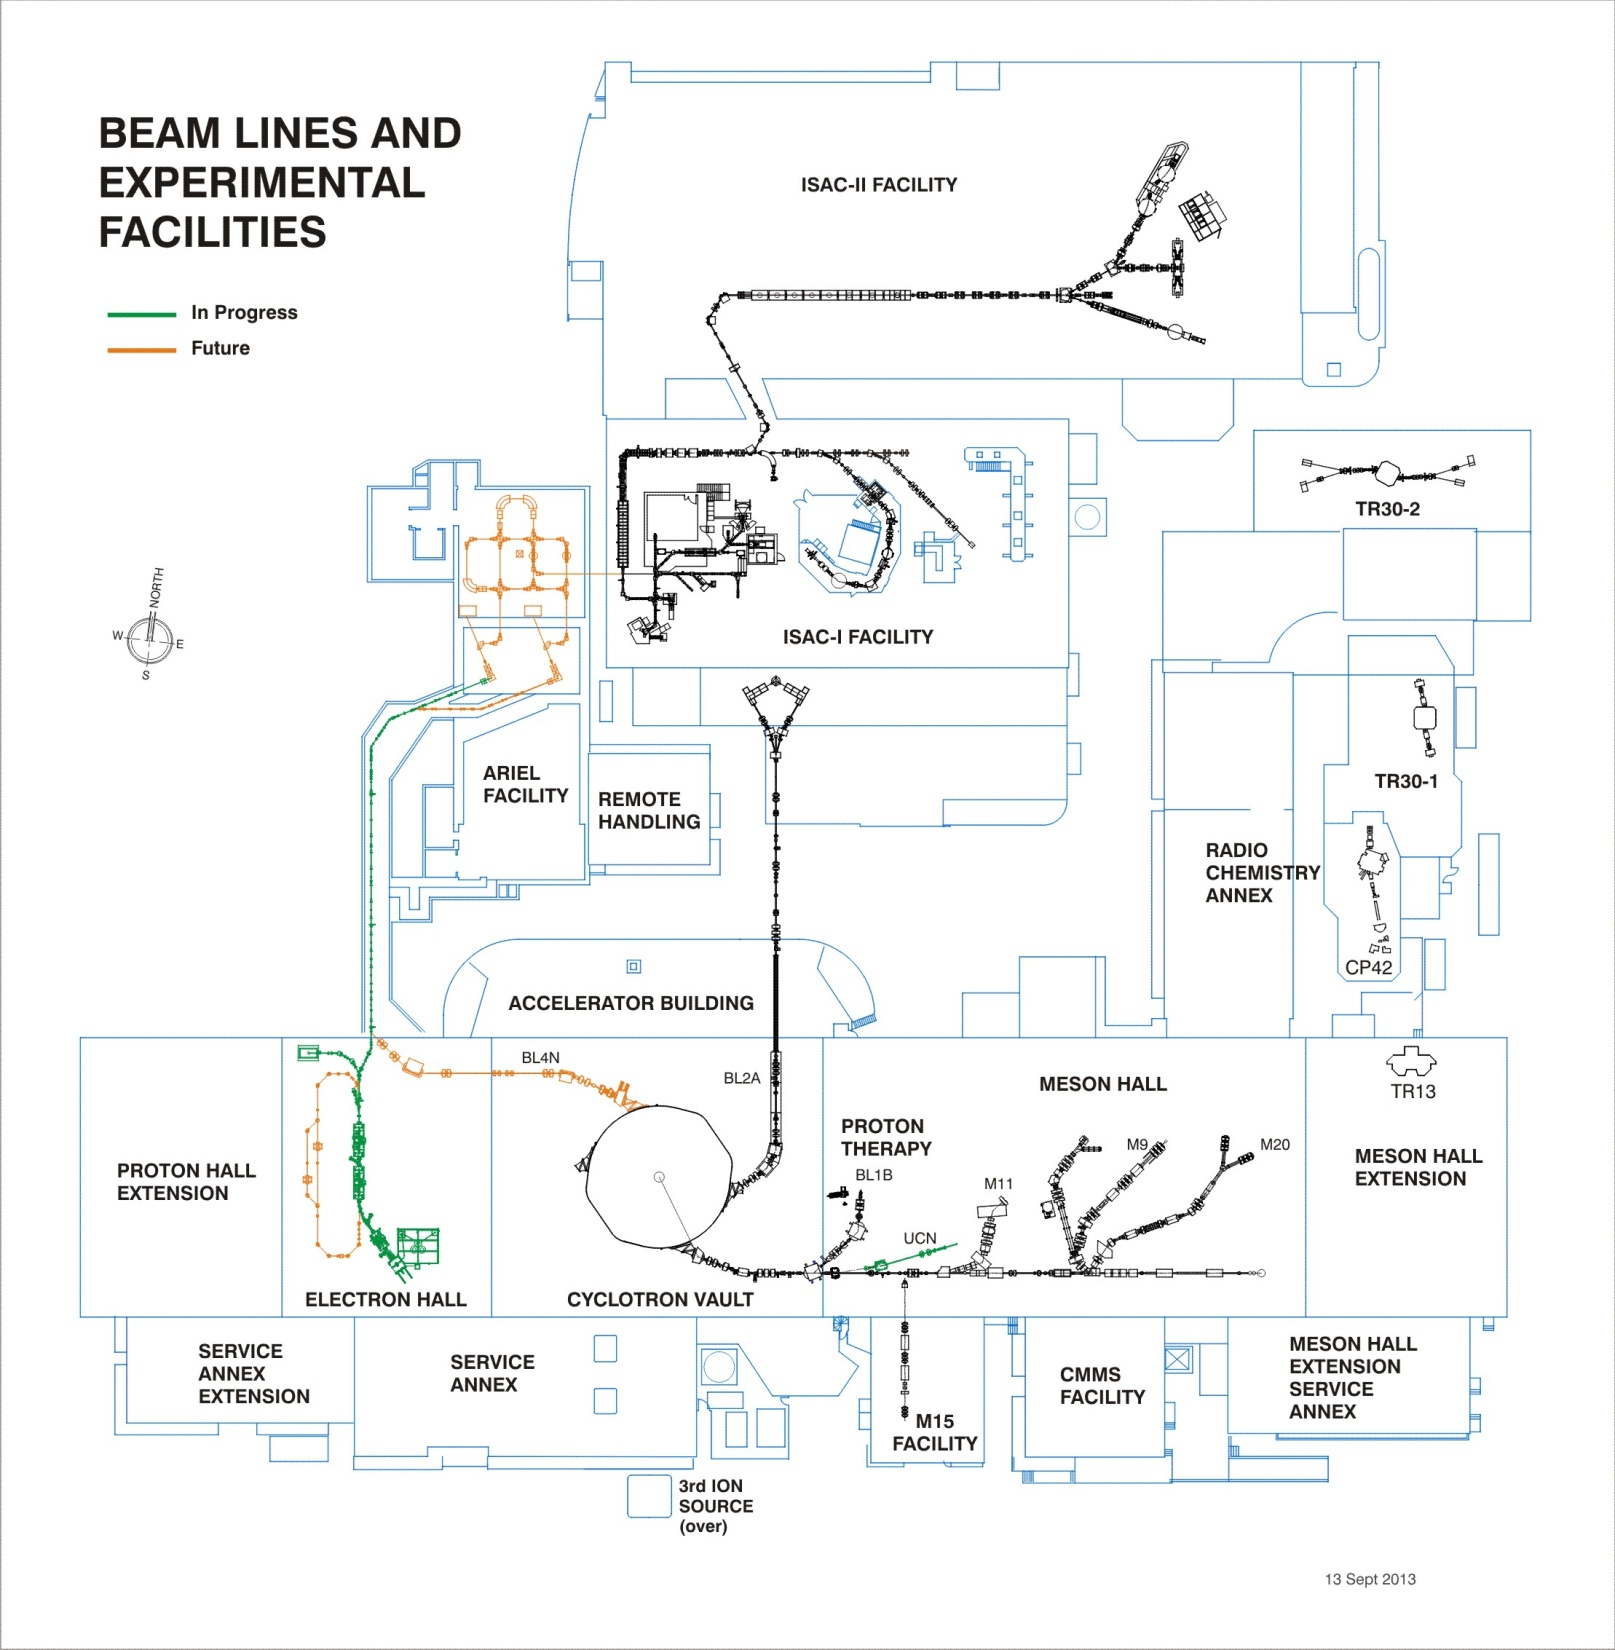 BEAM LINES AND
EXPERIMENTAL
FACILITIES
In Progress
Future
ISAC-II FACILITY
TR30-2
NORTH
W
E
S
ISAC-I FACILITY
ARIEL
FACILITY
REMOTE
HANDLING
TR30-1
RADIO
CHEMISTRY
ANNEX
CP42
ACCELERATOR BUILDING
BL4N
BL2A
MESON HALL
TR13
PROTON
THERAPY
BL1B
M11
M9
M20
UCN
PROTON HALL
EXTENSION
MESON HALL
EXTENSION
ELECTRON HALL
CYCLOTRON VAULT
SERVICE
ANNEX
EXTENSION
SERVICE
ANNEX
M15
FACILITY
CMMS
FACILITY
MESON HALL
EXTENSION
SERVICE
ANNEX
3rd ION
SOURCE
(over)
13 Sept 2013